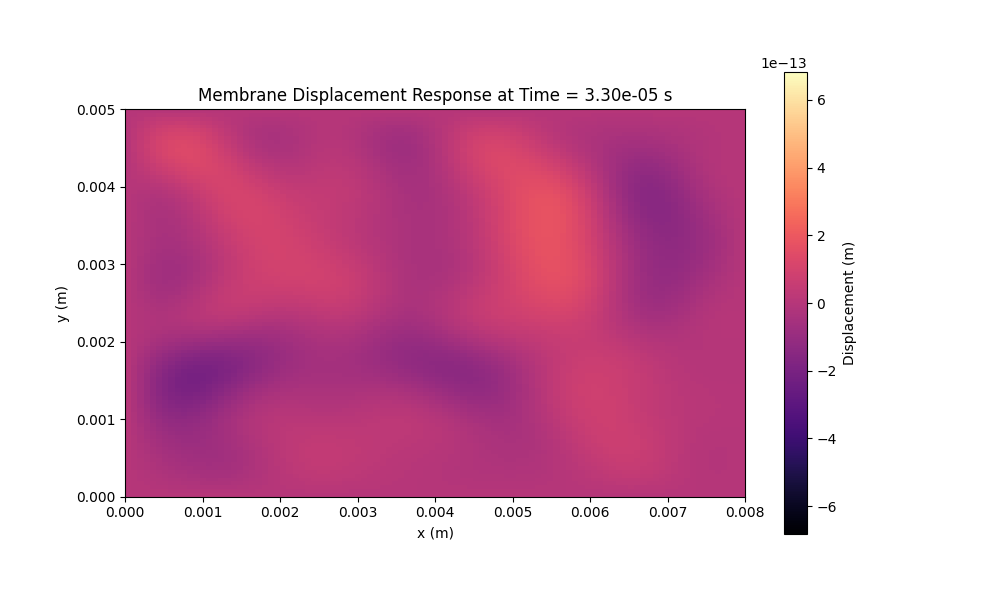 1e−13
Membrane Displacement Response at Time = 3.30e-05 s
0.005
0.004
0.003
0.002
0.001
0.000
y (m)
0.000 0.001 0.002 0.003 0.004 0.005 0.006 0.007 0.008
x (m)
6
4
2
0
−2
−4
−6
Displacement (m)